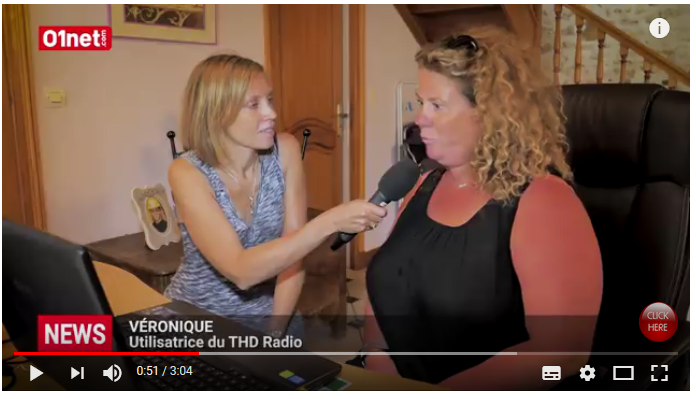 01net.com
i
NEWS
VÉRONIQUE
Utilisatrice du THD Radio
CLICK
HERE
0:51 / 3:04